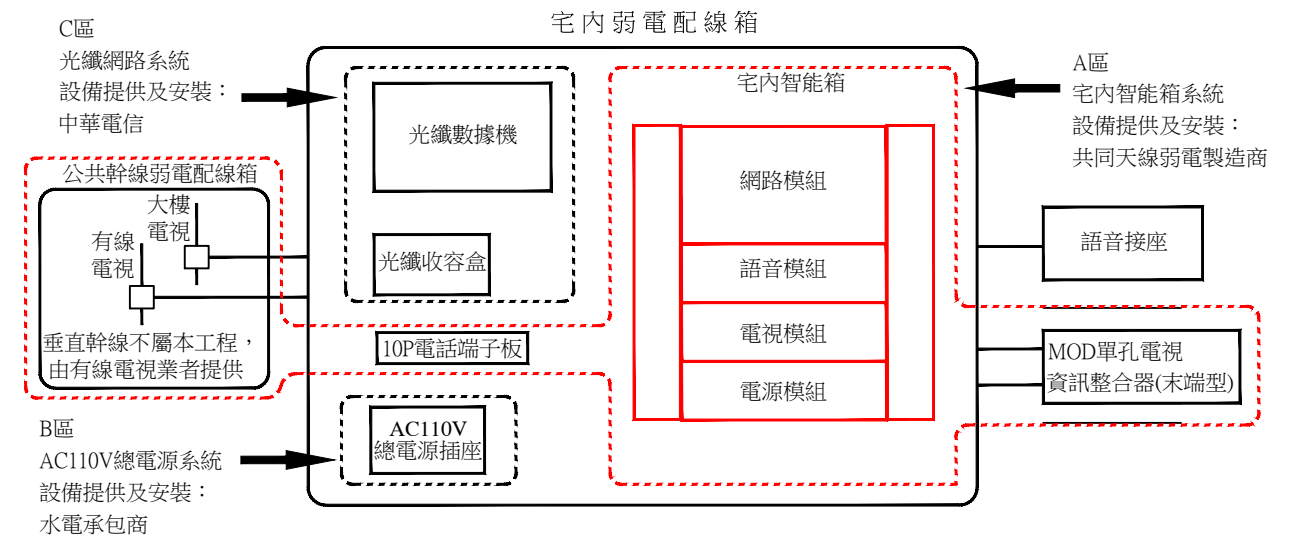 宅內弱電配線箱
C區
光纖網路系統
設備提供及安裝：
中華電信
A區
宅內智能箱系統
設備提供及安裝：
共同天線弱電製造商
宅內智能箱
光纖數據機
網路模組
語音模組
電視模組
電源模組
光纖收容盒
10P電話端子板
AC110V
總電源插座
公共幹線弱電配線箱
大樓
電視
有線
電視
垂直幹線不屬本工程，
由有線電視業者提供
語音接座
MOD單孔電視
資訊整合器(末端型)
B區
AC110V總電源系統
設備提供及安裝：
水電承包商